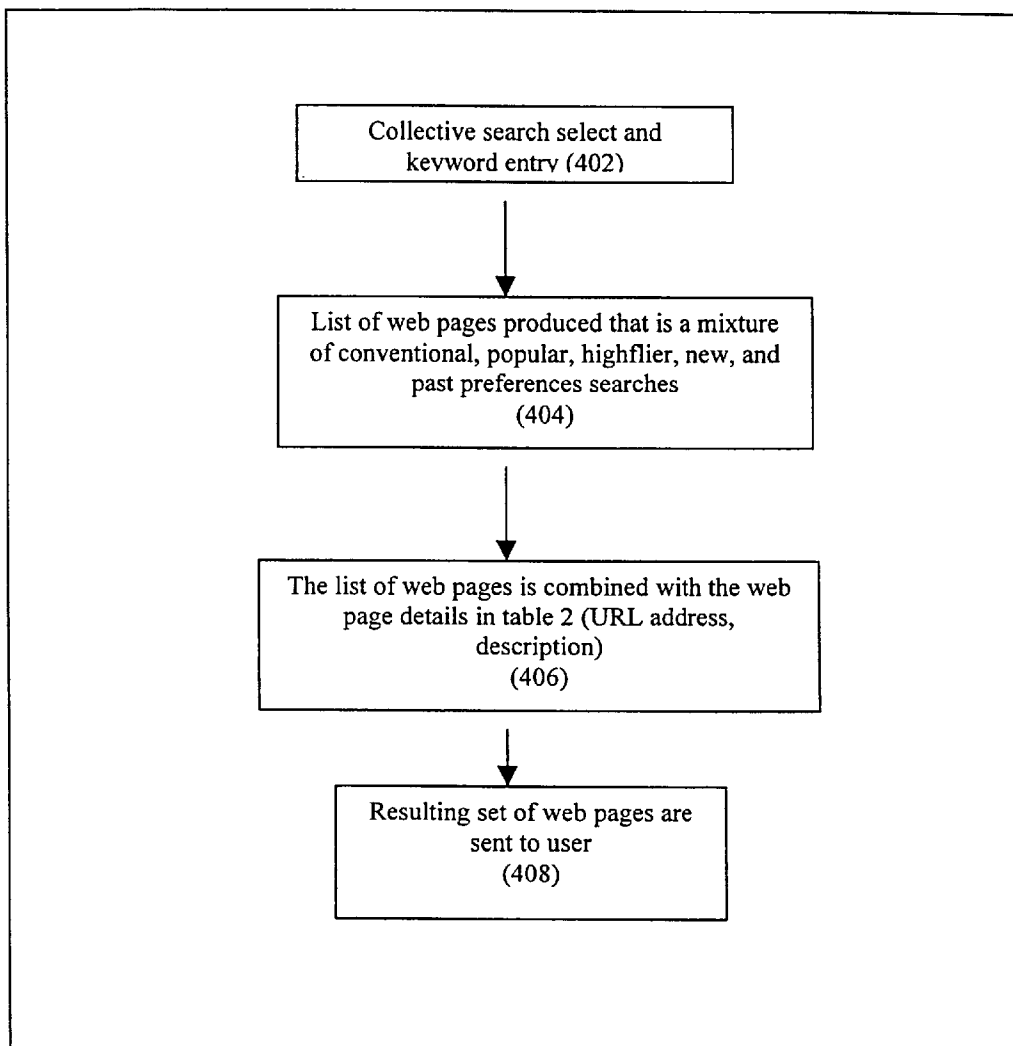 Collective search select and
keyword entry (402)
List of web pages produced that is a mixture
of conventional, popular, highflier, new, and
past preferences searches
(404)
The list of web pages is combined with the web
page details in table 2 (URL address,
description)
(406)
Resulting set of web pages are
sent to user
(408)